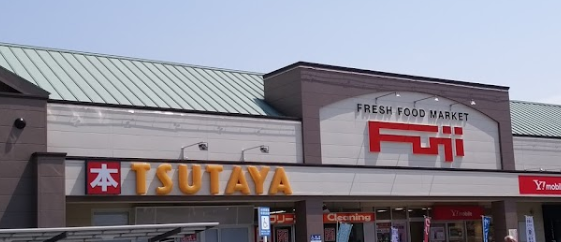 FRESH FOOD MARKET
Fuji
本 TSUTAYA
Y!mobile
Cleaning